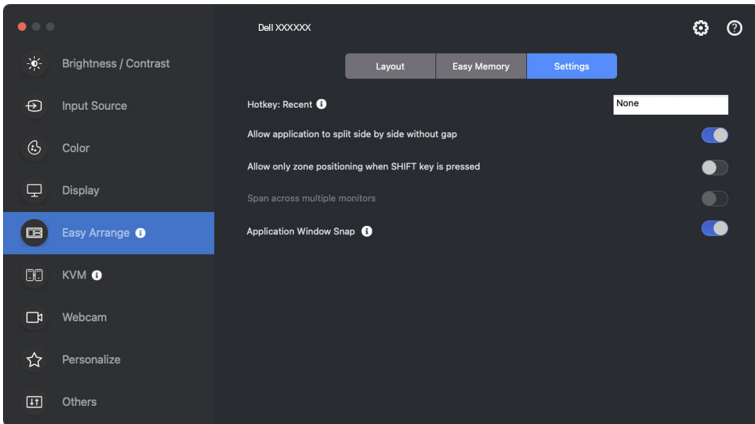 Dell XXXXXX
Brightness / Contrast
Input Source
Color
Display
Easy Arrange
KVM
Webcam
Personalize
Others
Layout
Easy Memory
Settings
Hotkey: Recent
None
Allow application to split side by side without gap
Allow only zone positioning when SHIFT key is pressed
Span across multiple monitors
Application Window Snap